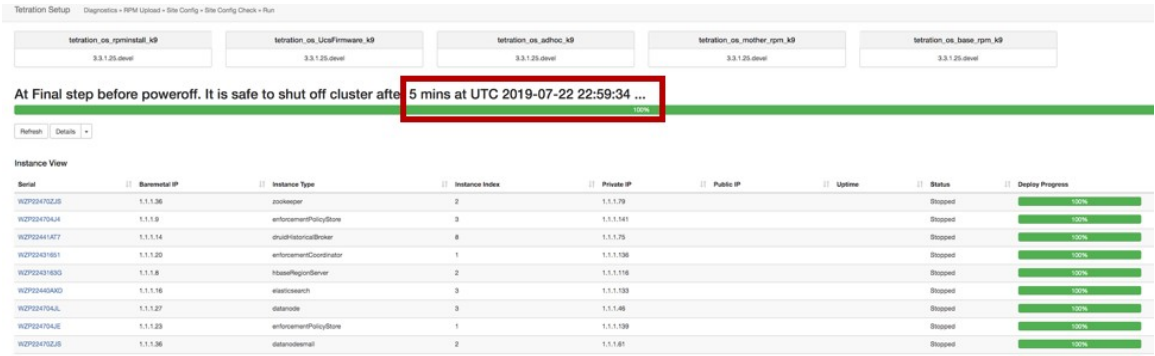 Tetration Setup Diagnostics » RPM Upload » Site Config » Site Config Check » Run
tetration_os_rpminstall_k9 tetration_os_UcsFirmware_k9 tetration_os_adhoc_k9 tetration_os_mother_rpm_k9 tetration_os_base_rpm_k9
3.3.1.25.devel 3.3.1.25.devel 3.3.1.25.devel 3.3.1.25.devel 3.3.1.25.devel
At Final step before poweroff. It is safe to shut off cluster after 5 mins at UTC 2019-07-22 22:59:34 ...
100%
Refresh Details
Instance View
Serial Baremetal IP Instance Type Instance Index Private IP Public IP Uptime Status Deploy Progress
WZP22470ZJS 1.1.1.36 zookeeper 2 1.1.1.79 Stopped 100%
WZP224704J4 1.1.1.9 enforcementPolicyStore 3 1.1.1.141 Stopped 100%
WZP22441AT7 1.1.1.14 druidHistoricalBroker 8 1.1.1.75 Stopped 100%
WZP22431651 1.1.1.20 enforcementCoordinator 1 1.1.1.136 Stopped 100%
WZP2243163G 1.1.1.8 hbaseRegionServer 2 1.1.1.116 Stopped 100%
WZP22440AXD 1.1.1.16 elasticsearch 3 1.1.1.133 Stopped 100%
WZP224704JL 1.1.1.27 datanode 3 1.1.1.46 Stopped 100%
WZP224704JE 1.1.1.23 enforcementPolicyStore 1 1.1.1.139 Stopped 100%
WZP22470ZJS 1.1.1.36 datanodesmall 2 1.1.1.61 Stopped 100%